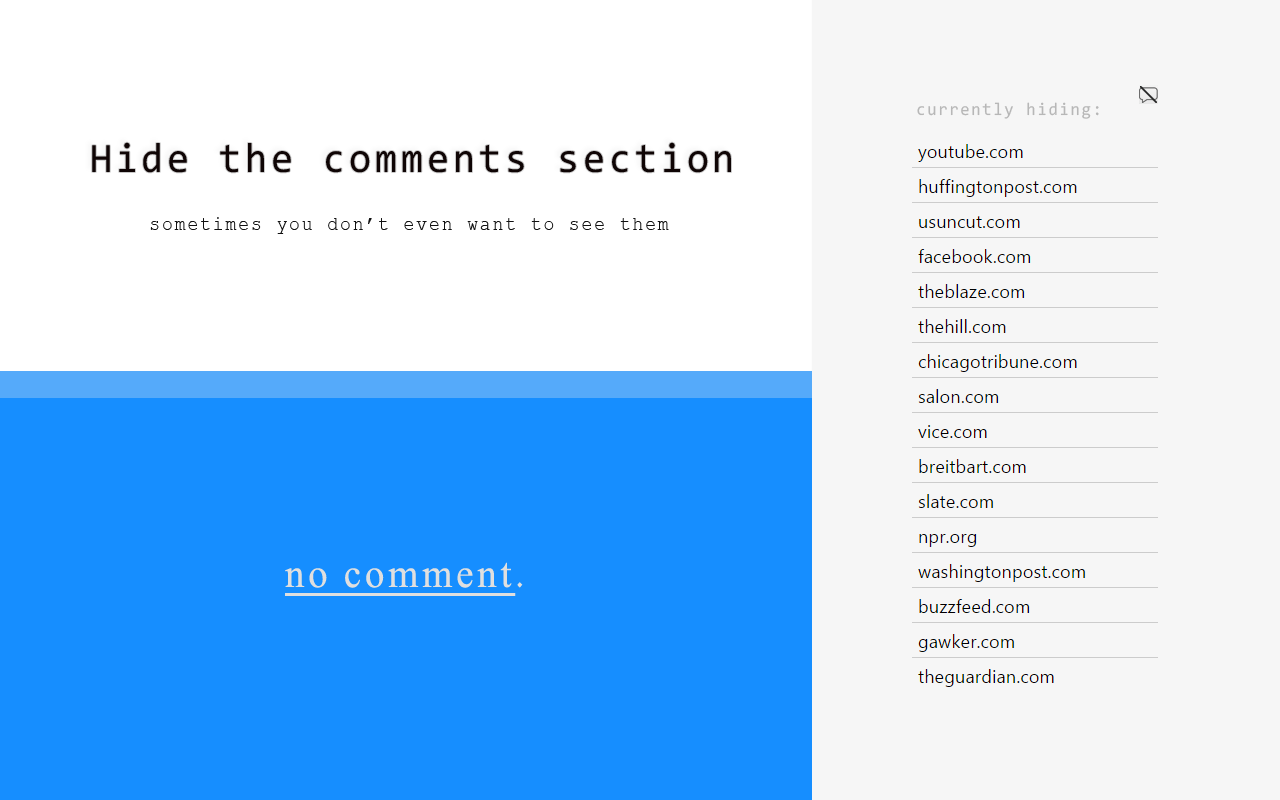 Hide the comments section
sometimes you don't even want to see them
no comment.
currently hiding:
youtube.com
huffingtonpost.com
usuncut.com
facebook.com
theblaze.com
thehill.com
chicagotribune.com
salon.com
vice.com
breitbart.com
slate.com
npr.org
washingtonpost.com
buzzfeed.com
gawker.com
theguardian.com